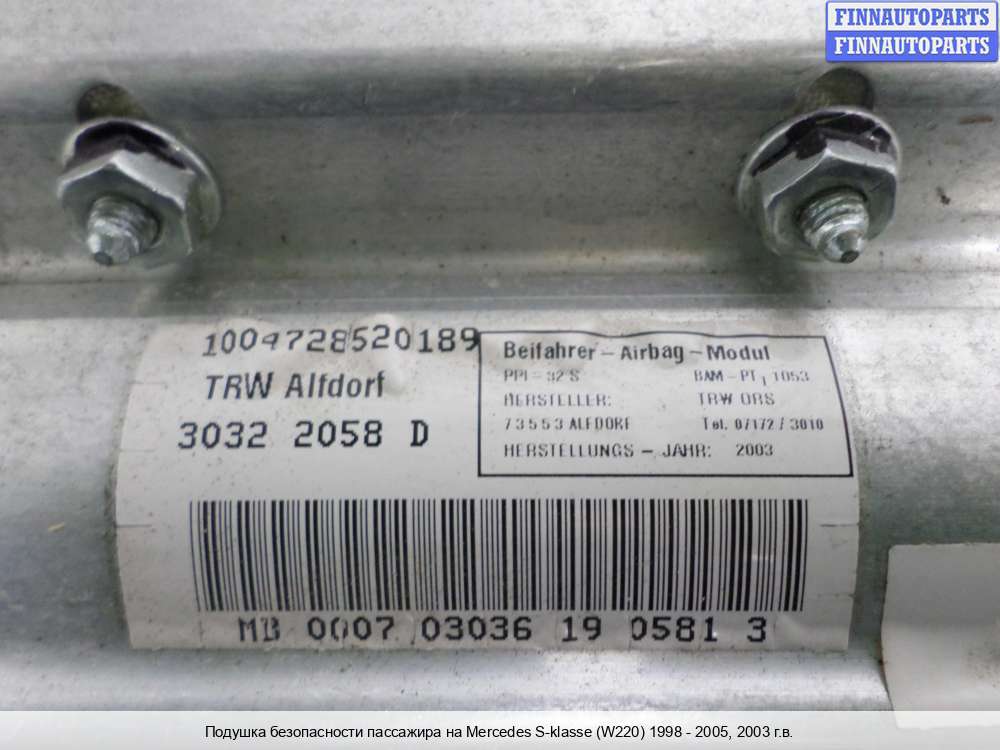 FINNAUTOPARTS
FINNAUTOPARTS
1004728520189
TRW Alfdorf
3032 2058 D
Beifahrer - Airbag - Modul
PPI - 32 S BAM - PT1 1053
HERSTELLER: TRW ORS
73553 ALFDORF Tel. 07172 / 3010
HERSTELLUNGS - JAHR: 2003
MB 0007 03036 19 0581 3
Подушка безопасности пассажира на Mercedes S-klasse (W220) 1998 - 2005, 2003 г.в.